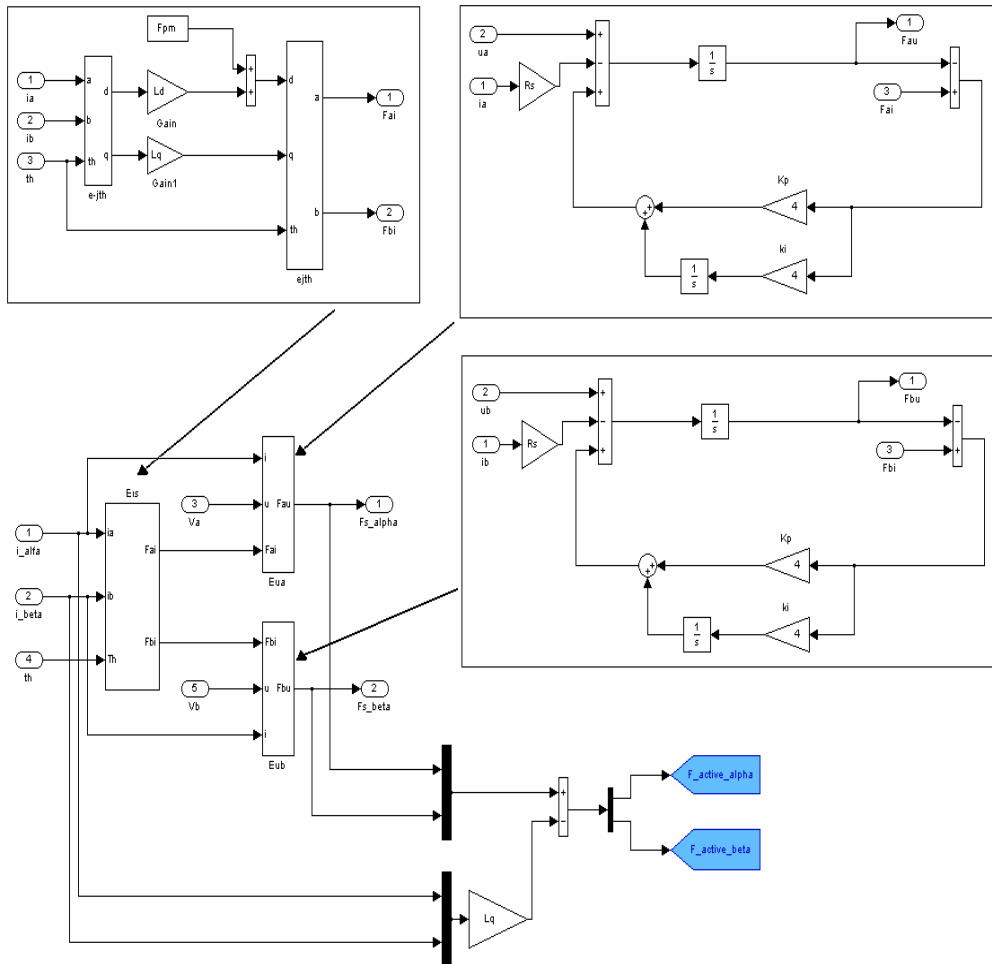 Fpm
1
ia
2
ib
3
th
a
b
th
d
q
e-jth
Ld
Gain
Lq
Gain1
+
+
d
q
th
a
b
ejth
1
Fai
2
Fbi
2
ua
1
ia
Rs
+
-
+
1
s
1
Fau
3
Fai
-
+
Kp
4
ki
4
1
s
+
+
2
ub
1
ib
Rs
+
-
+
1
s
1
Fbu
3
Fbi
-
+
Kp
4
ki
4
1
s
+
+
1
i_alfa
2
i_beta
4
th
Eis
ia
ib
Th
Fai
Fbi
3
Va
i
u
Fai
Fau
Eua
1
Fs_alpha
5
Vb
Fbi
u
i
Fbu
Eub
2
Fs_beta
+
-
Lq
F_active_alpha
F_active_beta